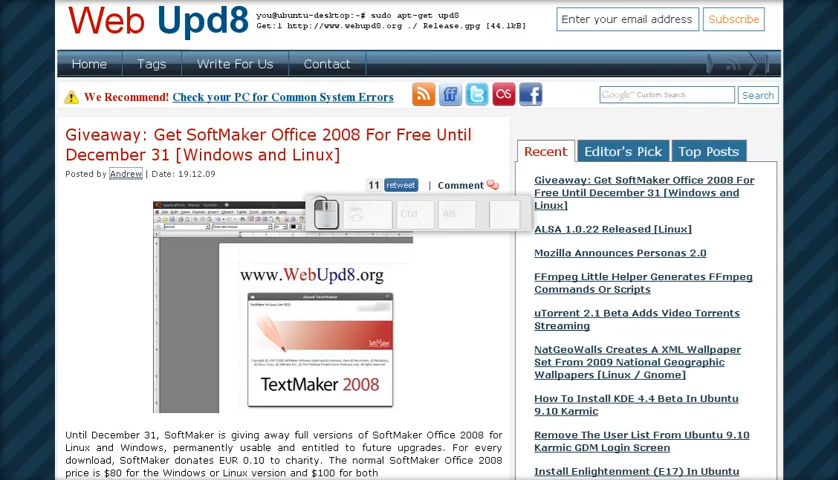 Web Upd8
you@ubuntu-desktop:~# sudo apt-get upd8
Get:1 http://www.webupd8.org ./ Release.gpg [44.1kB]
Enter your email address
Subscribe
Home
Tags
Write For Us
Contact
We Recommend! Check your PC for Common System Errors
Google™ Custom Search
Search
Giveaway: Get SoftMaker Office 2008 For Free Until
December 31 [Windows and Linux]
Posted by Andrew | Date: 19.12.09
11 retweet | Comment
Ctrl
Alt
www.WebUpd8.org
SoftMaker
TextMaker 2008
Until December 31, SoftMaker is giving away full versions of SoftMaker Office 2008 for
Linux and Windows, permanently usable and entitled to future upgrades. For every
download, SoftMaker donates EUR 0.10 to charity. The normal SoftMaker Office 2008
price is $80 for the Windows or Linux version and $100 for both
Recent
Editor's Pick
Top Posts
Giveaway: Get SoftMaker Office 2008 For
Free Until December 31 [Windows and
Linux]
ALSA 1.0.22 Released [Linux]
Mozilla Announces Personas 2.0
FFmpeg Little Helper Generates FFmpeg
Commands Or Scripts
uTorrent 2.1 Beta Adds Video Torrents
Streaming
NatGeoWalls Creates A XML Wallpaper
Set From 2009 National Geographic
Wallpapers [Linux / Gnome]
How To Install KDE 4.4 Beta In Ubuntu
9.10 Karmic
Remove The User List From Ubuntu 9.10
Karmic GDM Login Screen
Install Enlightenment (E17) In Ubuntu